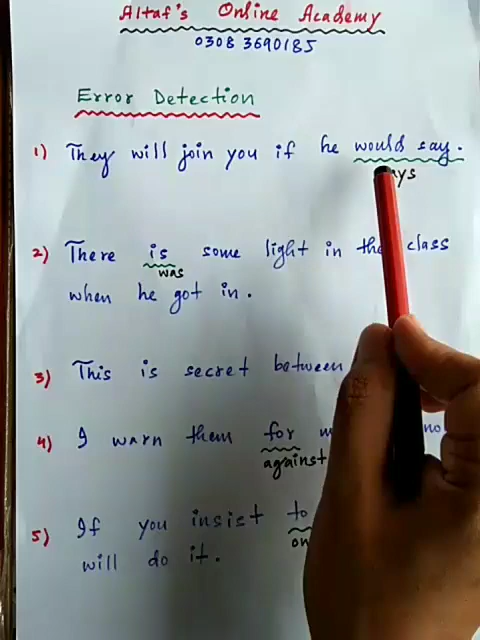 Altaf's Online Academy
0308 3690185
Error Detection
1) They will join you if he would say.
2) There is some light in the class
was
when he got in.
3) This is secret between
4) I warn them for
against
5) If you insist to
on
will do it.